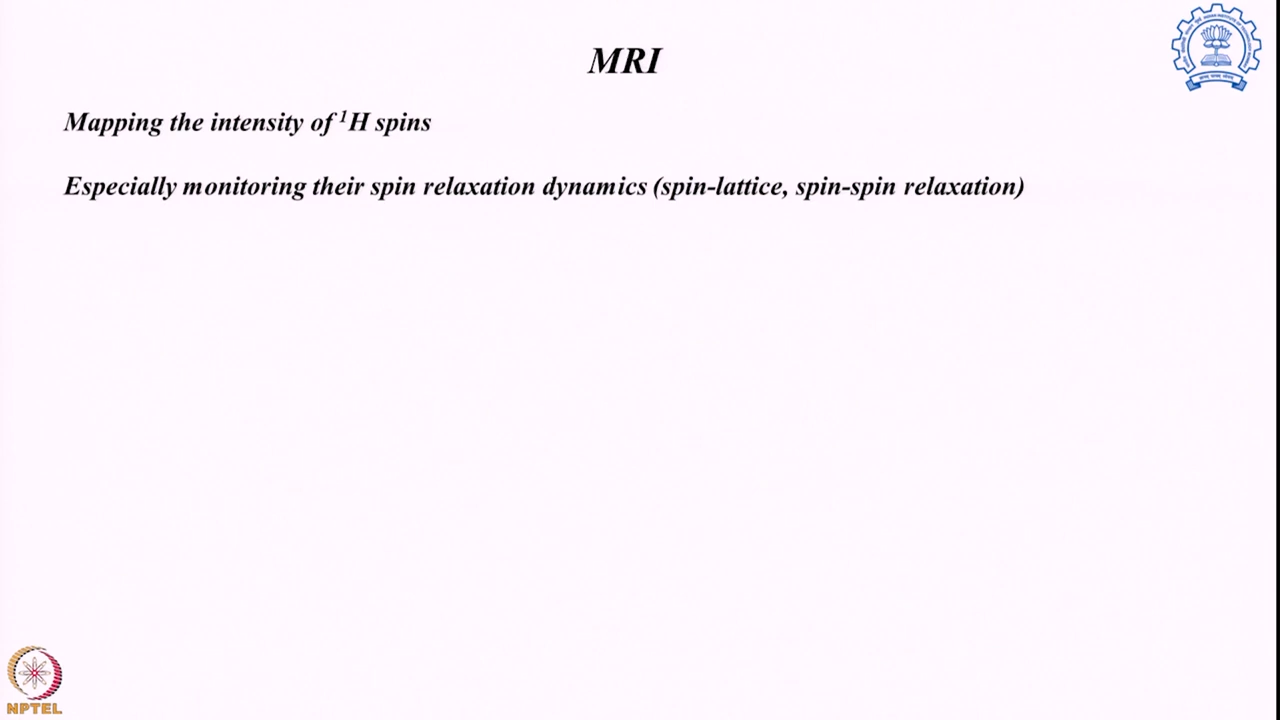 MRI
Mapping the intensity of ¹H spins
Especially monitoring their spin relaxation dynamics (spin-lattice, spin-spin relaxation)
NPTEL